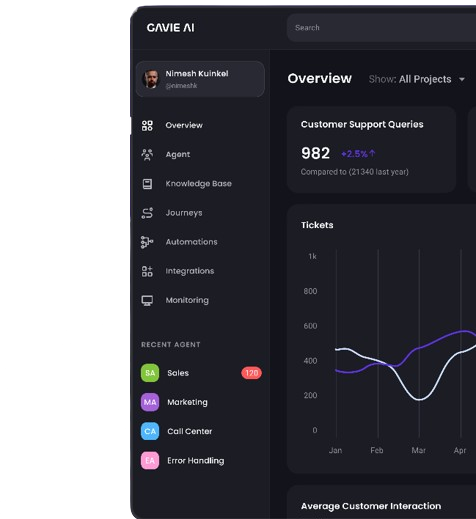 GAVIE AI
Search
Nimesh Kuinkel
@nimeshk
Overview
Agent
Knowledge Base
Journeys
Automations
Integrations
Monitoring
RECENT AGENT
SA Sales 120
MA Marketing
CA Call Center
EA Error Handling
Overview Show: All Projects
Customer Support Queries
982 +2.5%↑
Compared to (21340 last year)
Tickets
1k
800
600
400
200
0
Jan Feb Mar Apr
Average Customer Interaction